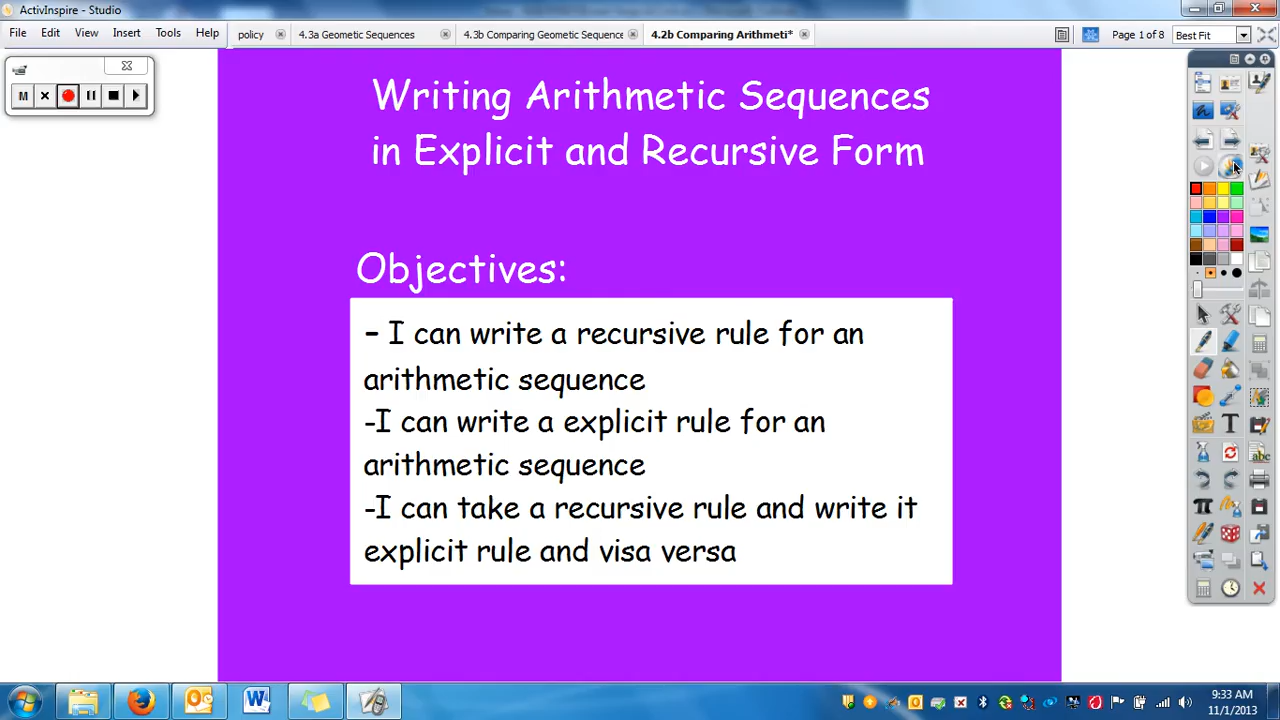 ActivInspire - Studio
File Edit View Insert Tools Help
policy 4.3a Geometic Sequences 4.3b Comparing Gemetric Sequence 4.2b Comparing Arithmeti* Page 1 of 8 Best Fit
M
Writing Arithmetic Sequences
in Explicit and Recursive Form
Objectives:
- I can write a recursive rule for an
arithmetic sequence
-I can write a explicit rule for an
arithmetic sequence
-I can take a recursive rule and write it
explicit rule and visa versa
9:33 AM
11/1/2013